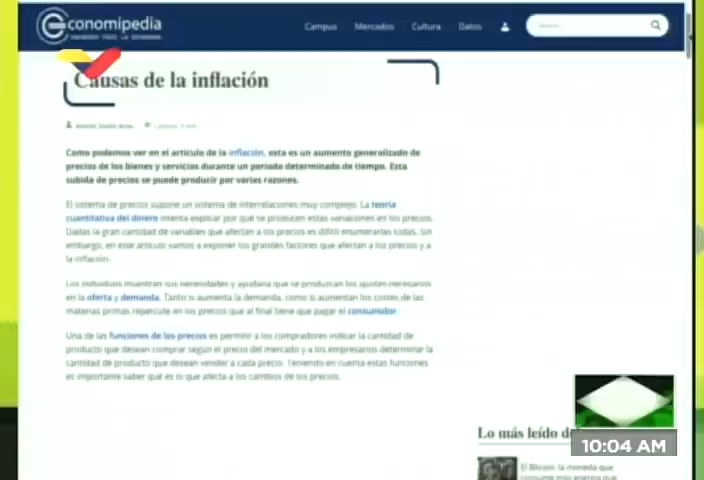 Economipedia
Campus Mercados Cultura Datos
Causas de la inflación
Como podemos ver en el artículo de la inflación, esta es un aumento generalizado de
precios de los bienes y servicios durante un periodo determinado de tiempo. Esta
subida de precios se puede producir por varias razones.
El sistema de precios supone un sistema de interrelaciones muy complejo. La teoría
cuantitativa del dinero intenta explicar por qué se producen estas variaciones en los precios.
Dadas la gran cantidad de variables que afectan a los precios es difícil enumerarlas todas. Sin
embargo, en este artículo vamos a exponer los grandes factores que afectan a los precios y a
la inflación.
Los individuos muestran sus necesidades y ayudana que se produzcan los ajustes necesarios
en la oferta y demanda. Tanto si aumenta la demanda, como si aumentan los costes de las
materias primas repercute en los precios que al final tiene que pagar el consumidor.
Una de las funciones de los precios es permitir a los compradores indicar la cantidad de
producto que desean comprar según el precio del mercado y a los empresarios determinar la
cantidad de producto que desean vender a cada precio. Teniendo en cuenta estas funciones
es importante saber qué es lo que afecta a los cambios de los precios.
Lo más leído
10:04 AM
El Bitcoin: la moneda que
consume más energía que